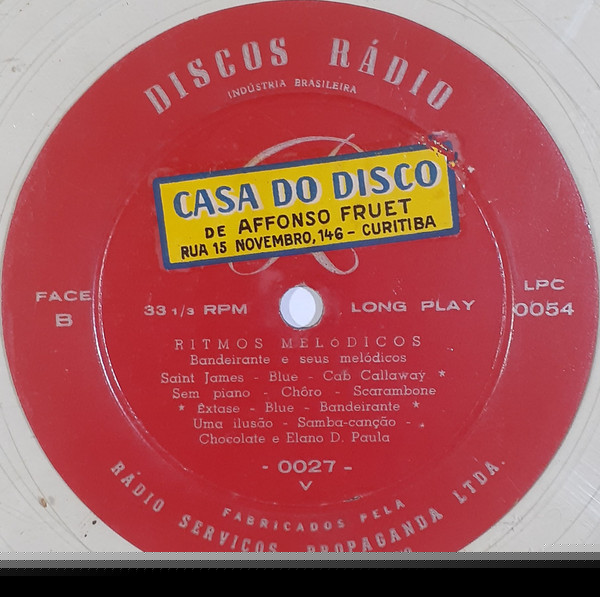 DISCOS RÁDIO
INDÚSTRIA BRASILEIRA
CASA DO DISCO
DE AFFONSO FRUET
RUA 15 NOVEMBRO, 146 - CURITIBA
FACE B
33 1/3 RPM
LONG PLAY
LPC 0054
RITMOS MELÓDICOS
Bandeirante e seus melódicos
Saint James - Blue - Cab Callaway *
Sem piano - Chôro - Scarambone
* Êxtase - Blue - Bandeirante *
Uma ilusão - Samba-canção -
Chocolate e Elano D. Paula
- 0027 -
V
FABRICADOS PELA
RÁDIO SERVIÇOS PROPAGANDA LTDA.